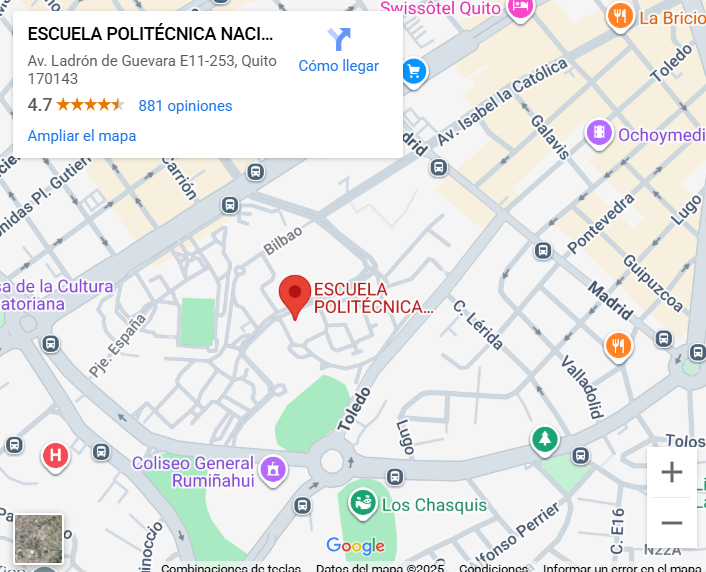 Swissôtel Quito
La Bricio
ESCUELA POLITÉCNICA NACI...
Av. Ladrón de Guevara E11-253, Quito
170143
Cómo llegar
4.7
881 opiniones
Ampliar el mapa
Toledo
Av. Isabel la Católica
Galavis
Ochoymedi
Madrid
Carrión
Pl. Gutier
Pontevedra
Lugo
Bilbao
Guipuzcoa
sa de la Cultura
atoriana
ESCUELA
POLITÉCNICA...
Madrid
Pje. España
C. Lérida
Valladolid
Toledo
Lugo
H
Coliseo General
Rumiñahui
Tolos
Los Chasquis
C. E16
lfonso Perrier
N22A
Google
Combinaciones de teclas
Datos del mapa ©2025
Condiciones
Informar un error en el mapa